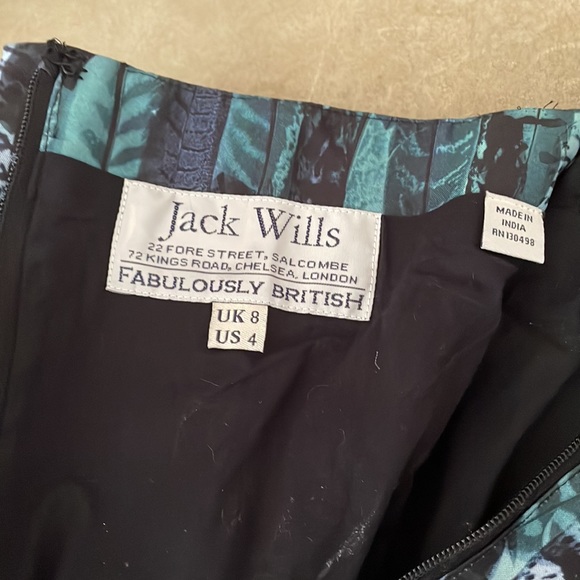 Jack Wills
22 FORE STREET, SALCOMBE
72 KINGS ROAD, CHELSEA, LONDON
FABULOUSLY BRITISH
UK 8
US 4
MADE IN
INDIA
RN 130498